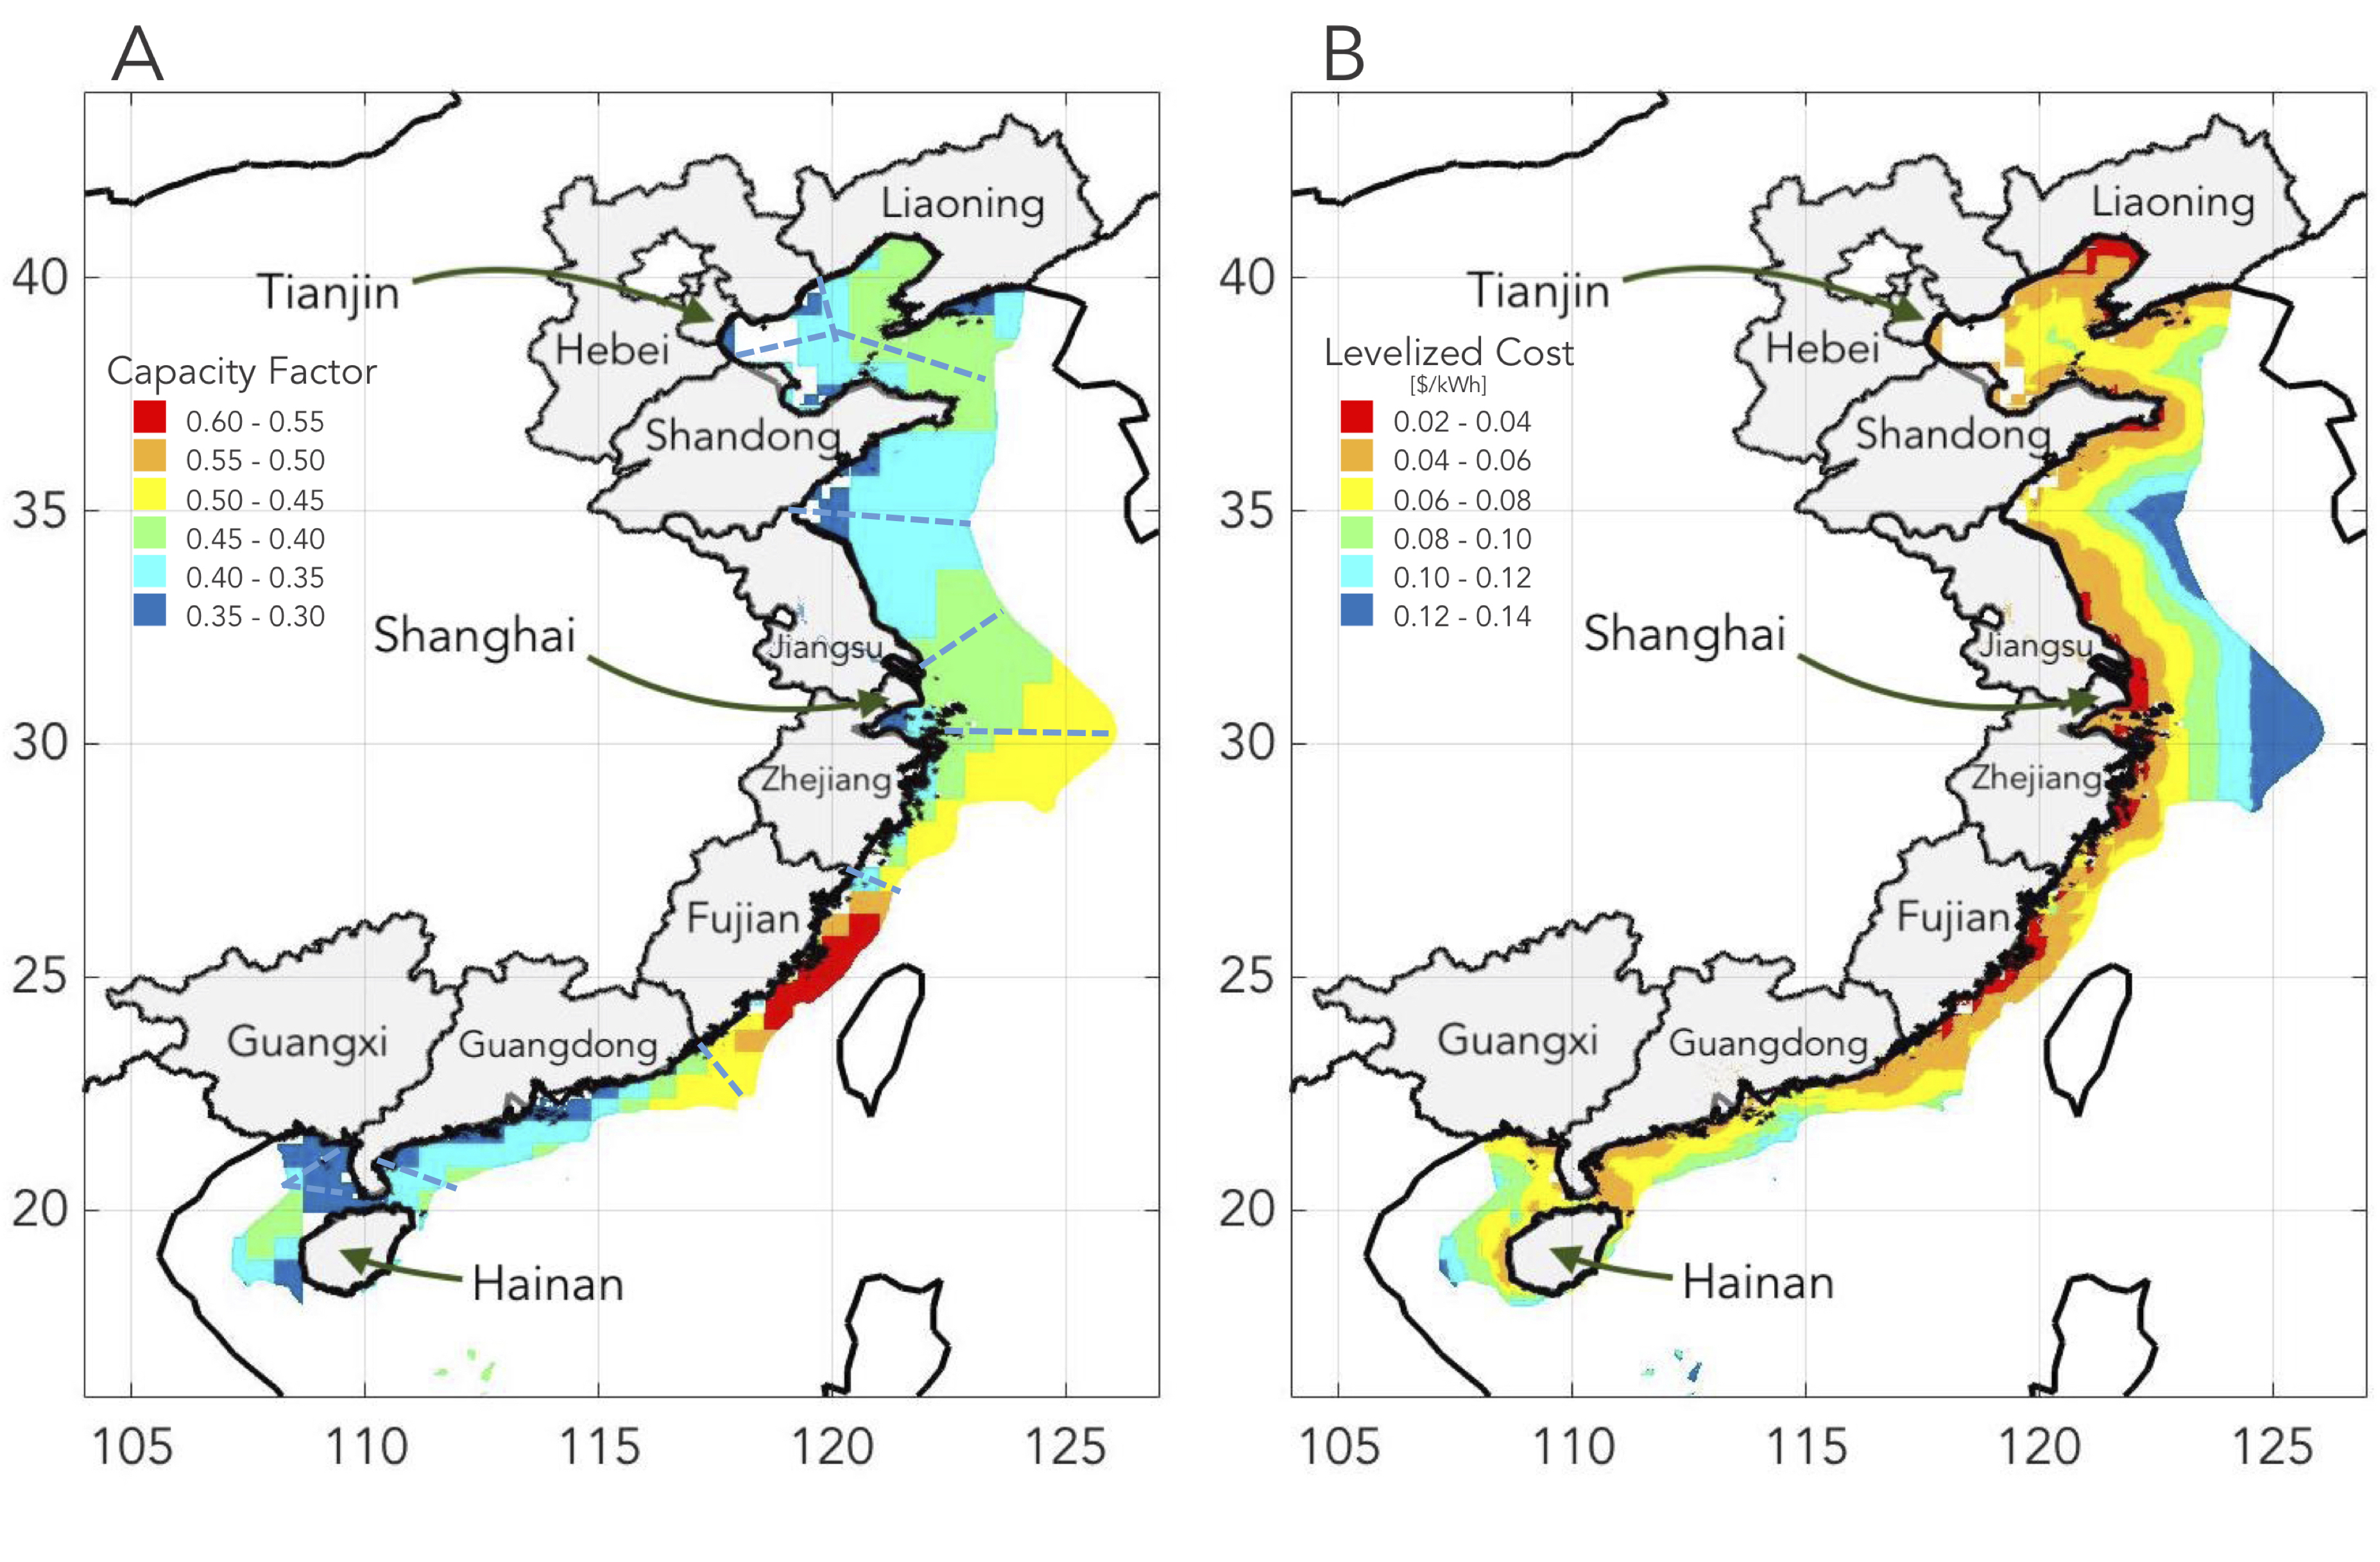 A
40
35
30
25
20
105
110
115
120
125
Liaoning
Tianjin
Hebei
Capacity Factor
0.60 - 0.55
0.55 - 0.50
0.50 - 0.45
0.45 - 0.40
0.40 - 0.35
0.35 - 0.30
Shandong
Shanghai
Jiangsu
Zhejiang
Fujian
Guangxi
Guangdong
Hainan
B
40
35
30
25
20
105
110
115
120
125
Liaoning
Tianjin
Hebei
Levelized Cost
[$/kWh]
0.02 - 0.04
0.04 - 0.06
0.06 - 0.08
0.08 - 0.10
0.10 - 0.12
0.12 - 0.14
Shandong
Shanghai
Jiangsu
Zhejiang
Fujian
Guangxi
Guangdong
Hainan